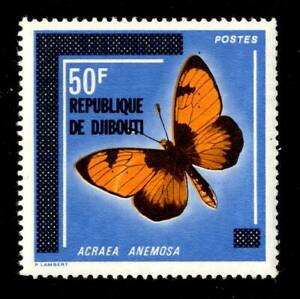 POSTES
50F
REPUBLIQUE
DE DJIBOUTI
ACRAEA ANEMOSA
P. LAMBERT